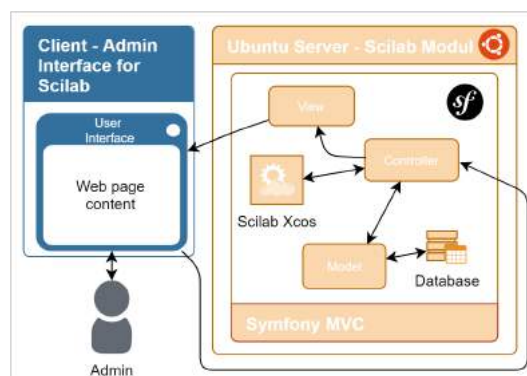 Client - Admin
Interface for
Scilab
User
Interface
Web page
content
Admin
Ubuntu Server - Scilab Modul
View
sf
Controller
Scilab Xcos
Model
Database
Symfony MVC